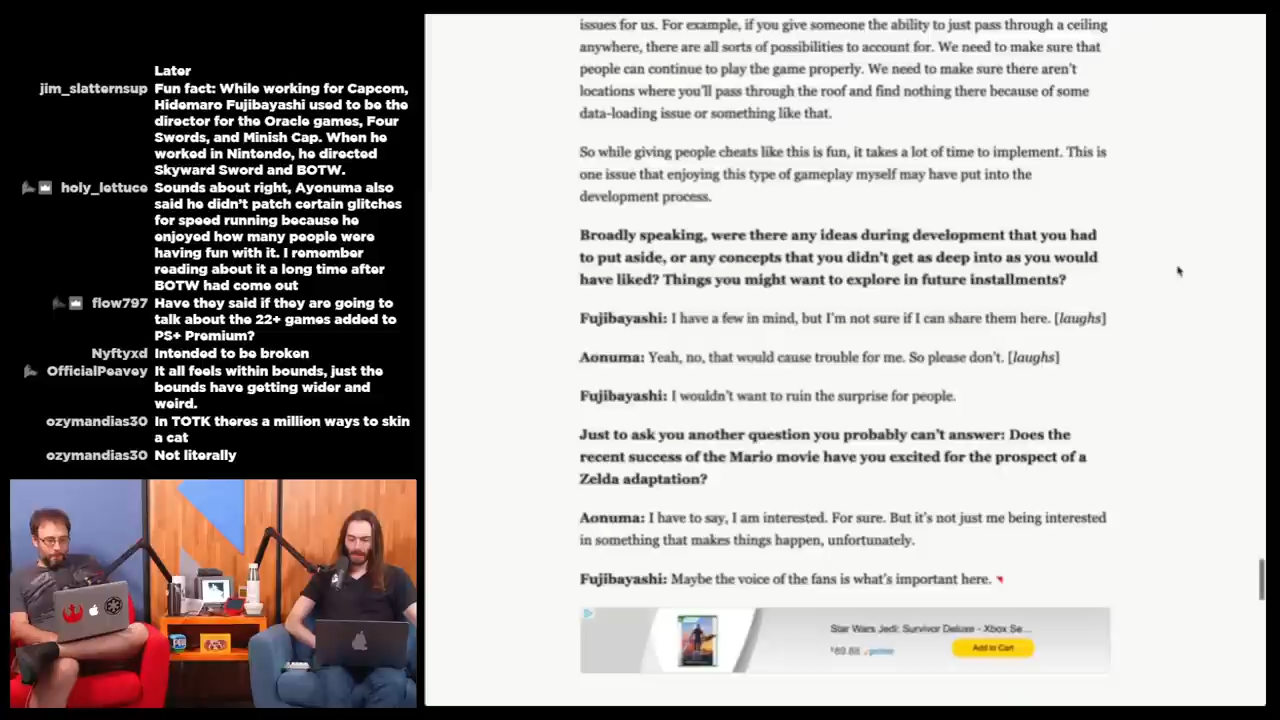 Later
jim_slatternsup Fun fact: While working for Capcom,
Hidemaro Fujibayashi used to be the
director for the Oracle games, Four
Swords, and Minish Cap. When he
worked in Nintendo, he directed
Skyward Sword and BOTW.
holy_lettuce Sounds about right, Ayonuma also
said he didn't patch certain glitches
for speed running because he
enjoyed how many people were
having fun with it. I remember
reading about it a long time after
BOTW had come out
flow797 Have they said if they are going to
talk about the 22+ games added to
PS+ Premium?
Nyftyxd Intended to be broken
OfficialPeavey It all feels within bounds, just the
bounds have getting wider and
weird.
ozymandias30 In TOTK theres a million ways to skin
a cat
ozymandias30 Not literally
issues for us. For example, if you give someone the ability to just pass through a ceiling
anywhere, there are all sorts of possibilities to account for. We need to make sure that
people can continue to play the game properly. We need to make sure there aren't
locations where you'll pass through the roof and find nothing there because of some
data-loading issue or something like that.
So while giving people cheats like this is fun, it takes a lot of time to implement. This is
one issue that enjoying this type of gameplay myself may have put into the
development process.
Broadly speaking, were there any ideas during development that you had
to put aside, or any concepts that you didn't get as deep into as you would
have liked? Things you might want to explore in future installments?
Fujibayashi: I have a few in mind, but I'm not sure if I can share them here. [laughs]
Aonuma: Yeah, no, that would cause trouble for me. So please don't. [laughs]
Fujibayashi: I wouldn't want to ruin the surprise for people.
Just to ask you another question you probably can't answer: Does the
recent success of the Mario movie have you excited for the prospect of a
Zelda adaptation?
Aonuma: I have to say, I am interested. For sure. But it's not just me being interested
in something that makes things happen, unfortunately.
Fujibayashi: Maybe the voice of the fans is what's important here.
Star Wars Jedi: Survivor Deluxe - Xbox Se...
$89.88 prime
Add to Cart